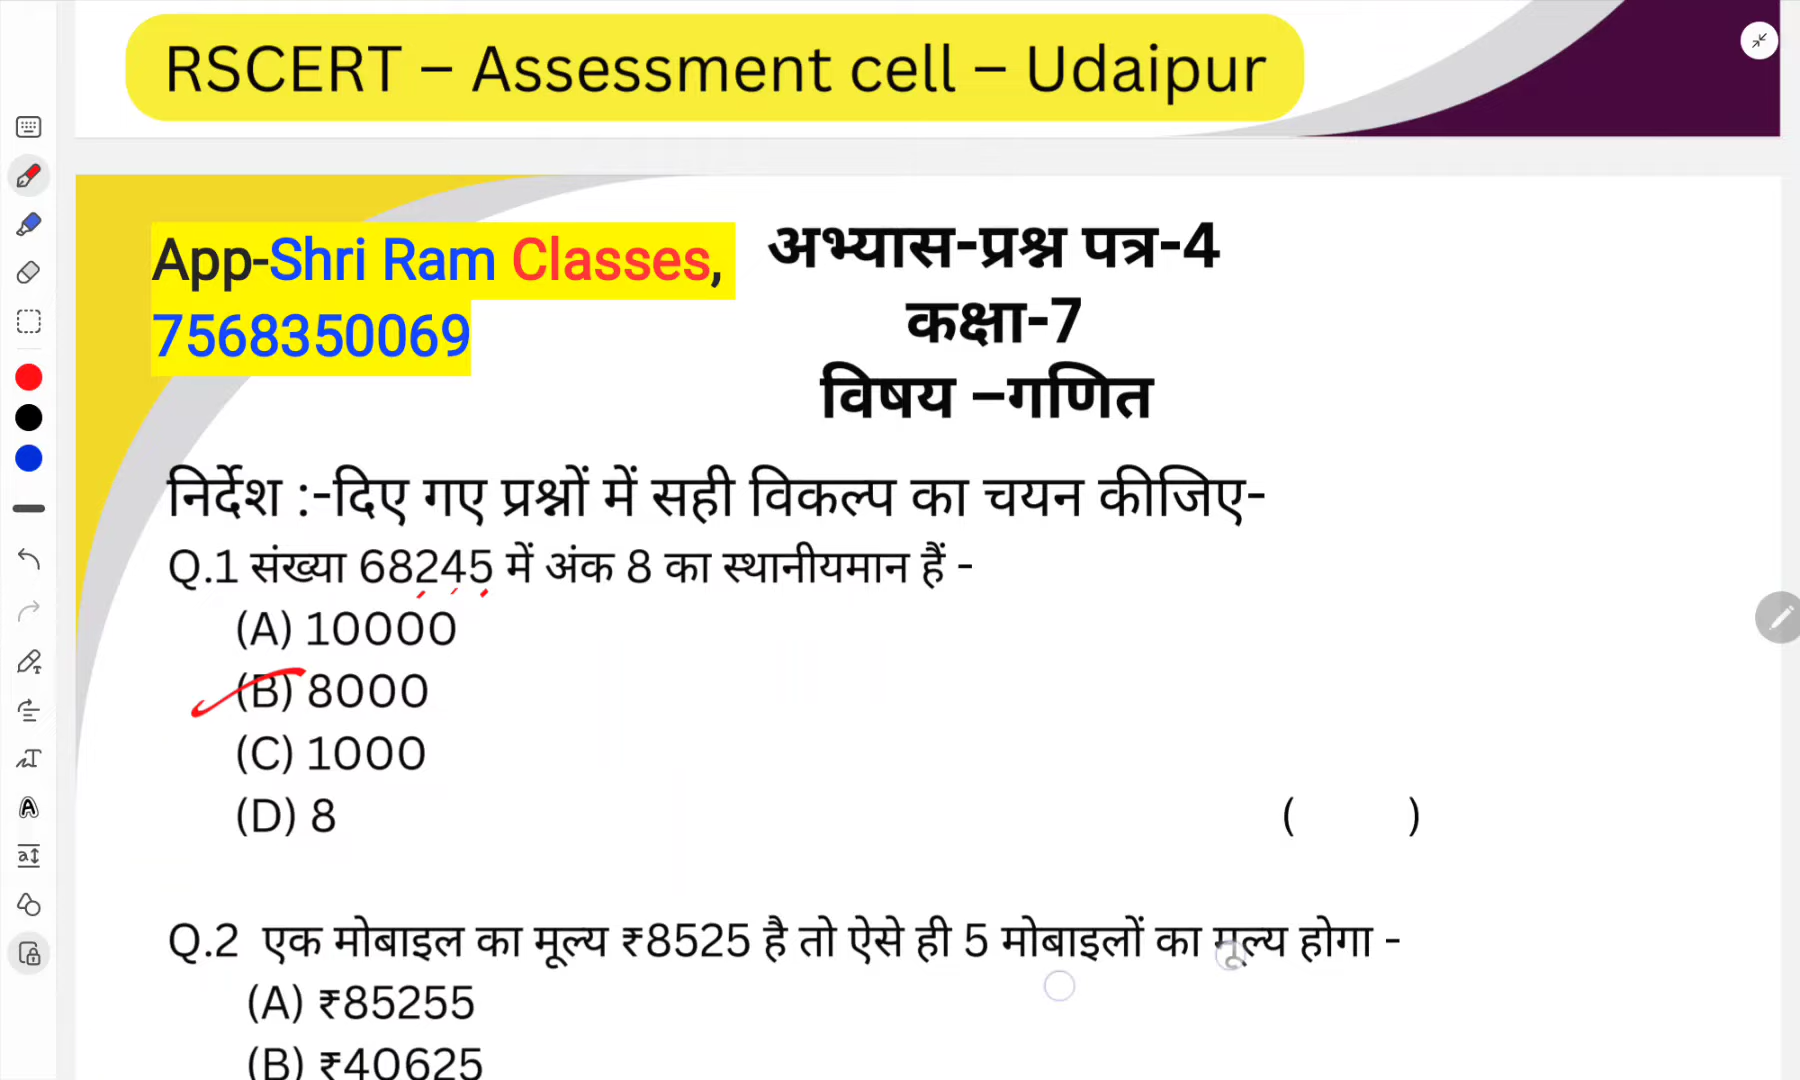 RSCERT – Assessment cell – Udaipur
App-Shri Ram Classes,
7568350069
अभ्यास-प्रश्न पत्र-4
कक्षा-7
विषय –गणित
निर्देश :-दिए गए प्रश्नों में सही विकल्प का चयन कीजिए-
Q.1 संख्या 68245 में अंक 8 का स्थानीयमान हैं -
(A) 10000
(B) 8000
(C) 1000
(D) 8 ( )
Q.2 एक मोबाइल का मूल्य ₹8525 है तो ऐसे ही 5 मोबाइलों का मूल्य होगा -
(A) ₹85255
(B) ₹40625